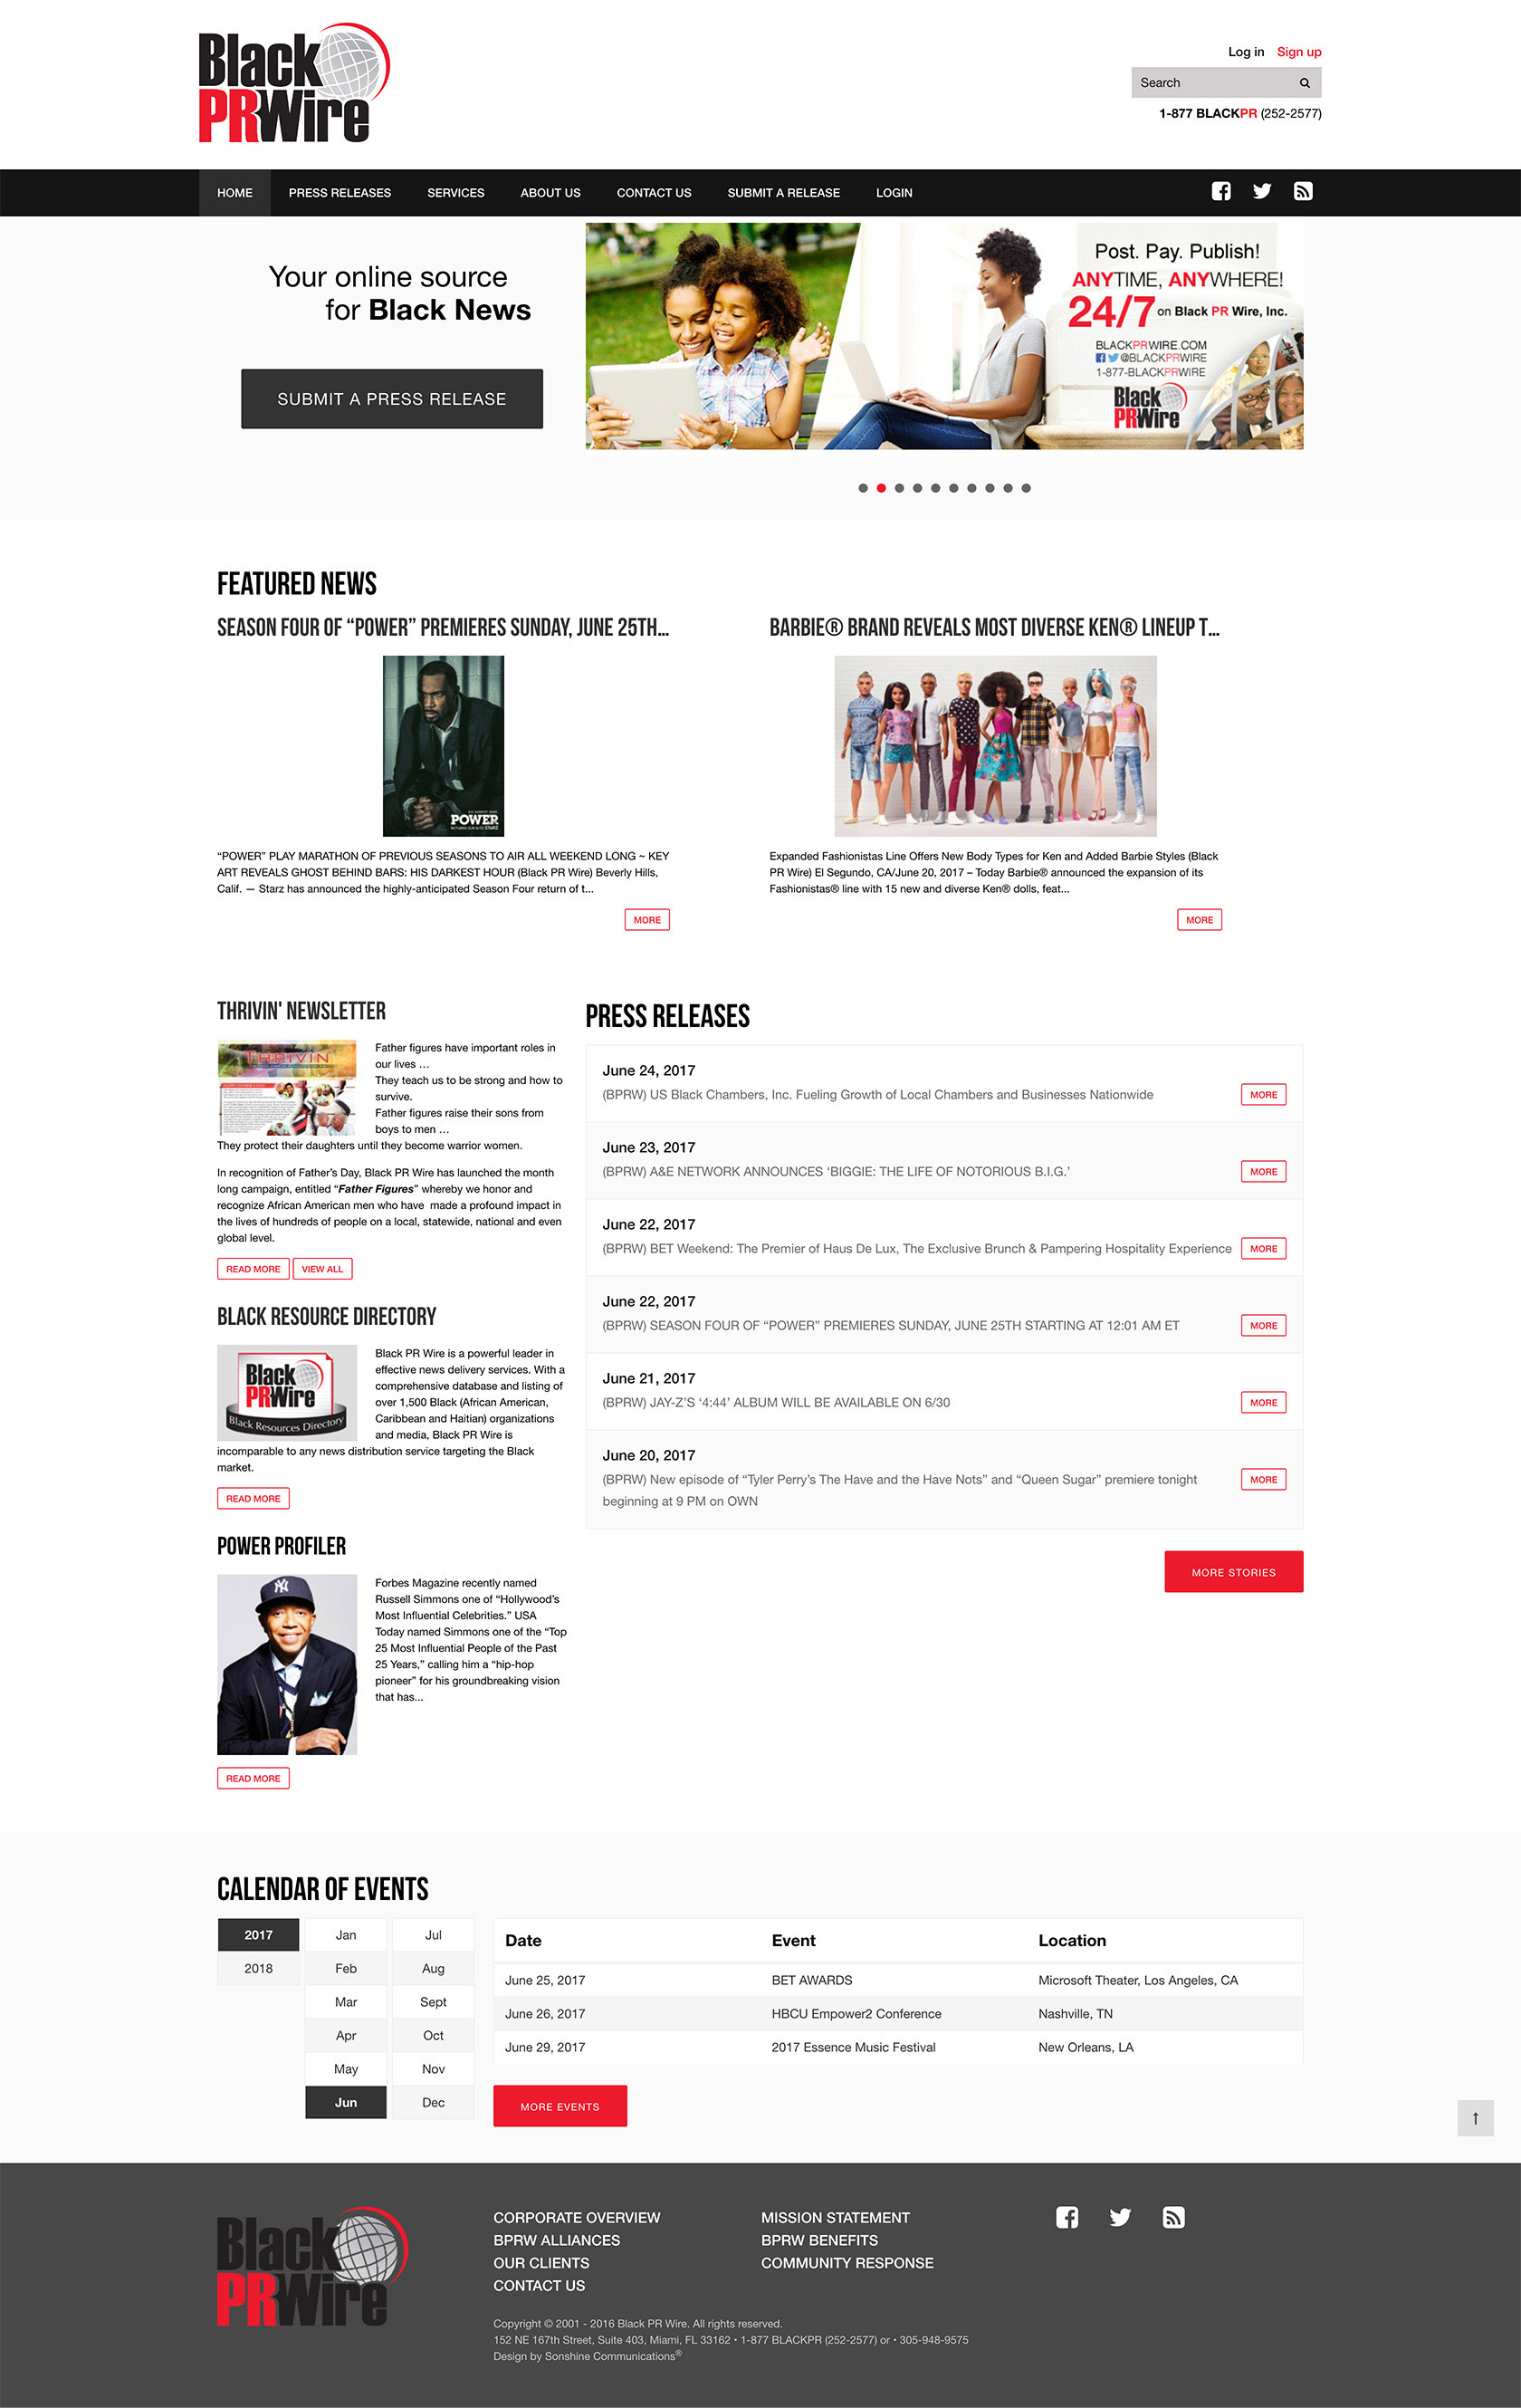 Black
PRWire
Log in Sign up
Search
1-877 BLACKPR (252-2577)
HOME PRESS RELEASES SERVICES ABOUT US CONTACT US SUBMIT A RELEASE LOGIN
Your online source
for Black News
SUBMIT A PRESS RELEASE
Post. Pay. Publish!
ANYTIME, ANYWHERE!
24/7 on Black PR Wire, Inc.
BLACKPRWIRE.COM
@BLACKPRWIRE
1-877-BLACKPRWIRE
Black
PRWire
FEATURED NEWS
SEASON FOUR OF “POWER” PREMIERES SUNDAY, JUNE 25TH...
POWER
“POWER” PLAY MARATHON OF PREVIOUS SEASONS TO AIR ALL WEEKEND LONG ~ KEY
ART REVEALS GHOST BEHIND BARS: HIS DARKEST HOUR (Black PR Wire) Beverly Hills,
Calif. — Starz has announced the highly-anticipated Season Four return of t...
MORE
BARBIE® BRAND REVEALS MOST DIVERSE KEN® LINEUP T...
Expanded Fashionistas Line Offers New Body Types for Ken and Added Barbie Styles (Black
PR Wire) El Segundo, CA/June 20, 2017 – Today Barbie® announced the expansion of its
Fashionistas® line with 15 new and diverse Ken® dolls, feat...
MORE
THRIVIN' NEWSLETTER
THRIVIN'
Father figures have important roles in
our lives …
They teach us to be strong and how to
survive.
Father figures raise their sons from
boys to men …
They protect their daughters until they become warrior women.
In recognition of Father’s Day, Black PR Wire has launched the month
long campaign, entitled “Father Figures” whereby we honor and
recognize African American men who have made a profound impact in
the lives of hundreds of people on a local, statewide, national and even
global level.
READ MORE VIEW ALL
BLACK RESOURCE DIRECTORY
Black
PRWire
Black Resources Directory
Black PR Wire is a powerful leader in
effective news delivery services. With a
comprehensive database and listing of
over 1,500 Black (African American,
Caribbean and Haitian) organizations
and media, Black PR Wire is
incomparable to any news distribution service targeting the Black
market.
READ MORE
POWER PROFILER
Forbes Magazine recently named
Russell Simmons one of “Hollywood’s
Most Influential Celebrities.” USA
Today named Simmons one of the “Top
25 Most Influential People of the Past
25 Years,” calling him a “hip-hop
pioneer” for his groundbreaking vision
that has...
READ MORE
PRESS RELEASES
June 24, 2017
(BPRW) US Black Chambers, Inc. Fueling Growth of Local Chambers and Businesses Nationwide
MORE
June 23, 2017
(BPRW) A&E NETWORK ANNOUNCES ‘BIGGIE: THE LIFE OF NOTORIOUS B.I.G.’
MORE
June 22, 2017
(BPRW) BET Weekend: The Premier of Haus De Lux, The Exclusive Brunch & Pampering Hospitality Experience
MORE
June 22, 2017
(BPRW) SEASON FOUR OF “POWER” PREMIERES SUNDAY, JUNE 25TH STARTING AT 12:01 AM ET
MORE
June 21, 2017
(BPRW) JAY-Z’S ‘4:44’ ALBUM WILL BE AVAILABLE ON 6/30
MORE
June 20, 2017
(BPRW) New episode of “Tyler Perry’s The Have and the Have Nots” and “Queen Sugar” premiere tonight
beginning at 9 PM on OWN
MORE
MORE STORIES
CALENDAR OF EVENTS
2017 Jan Jul
2018 Feb Aug
Mar Sept
Apr Oct
May Nov
Jun Dec
Date Event Location
June 25, 2017 BET AWARDS Microsoft Theater, Los Angeles, CA
June 26, 2017 HBCU Empower2 Conference Nashville, TN
June 29, 2017 2017 Essence Music Festival New Orleans, LA
MORE EVENTS
Black
PRWire
CORPORATE OVERVIEW
BPRW ALLIANCES
OUR CLIENTS
CONTACT US
MISSION STATEMENT
BPRW BENEFITS
COMMUNITY RESPONSE
Copyright © 2001 - 2016 Black PR Wire. All rights reserved.
152 NE 167th Street, Suite 403, Miami, FL 33162 • 1-877 BLACKPR (252-2577) or • 305-948-9575
Design by Sonshine Communications®